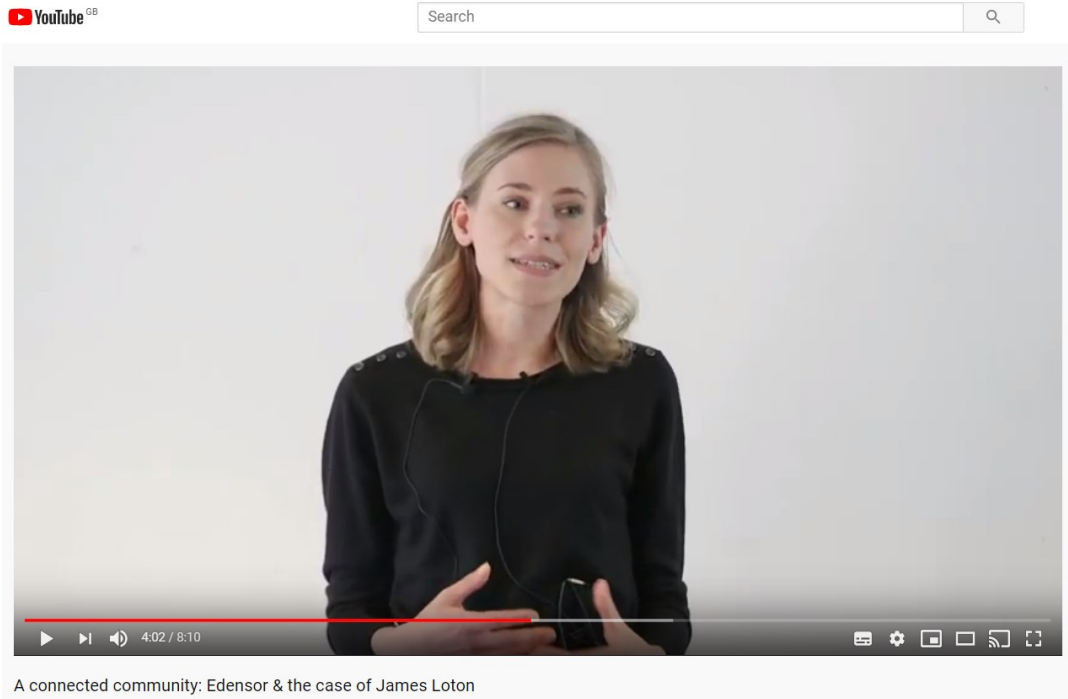 YouTube GB
Search
4:02 / 8:10
A connected community: Edensor & the case of James Loton